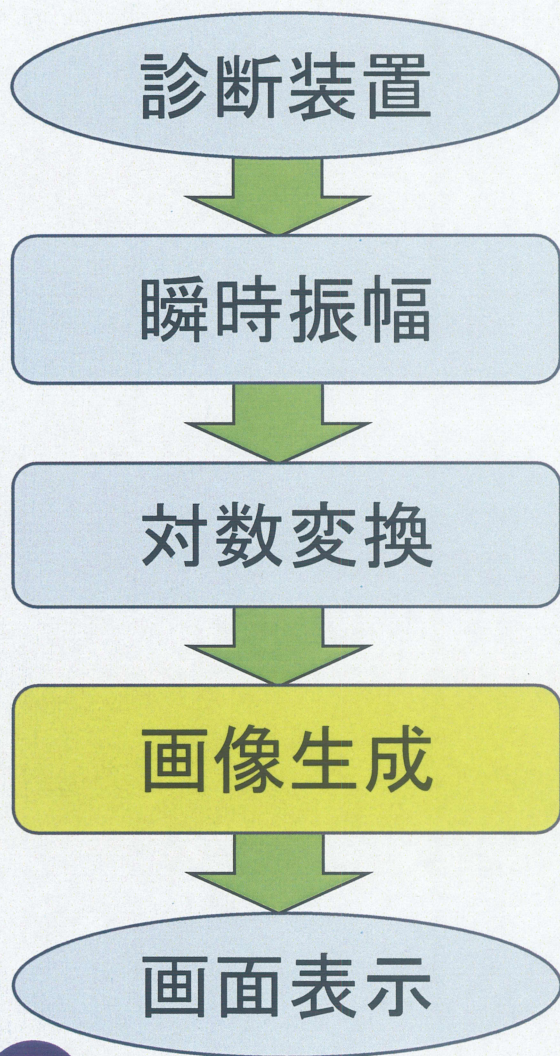 診断装置
瞬時振幅
対数変換
画像生成
画面表示